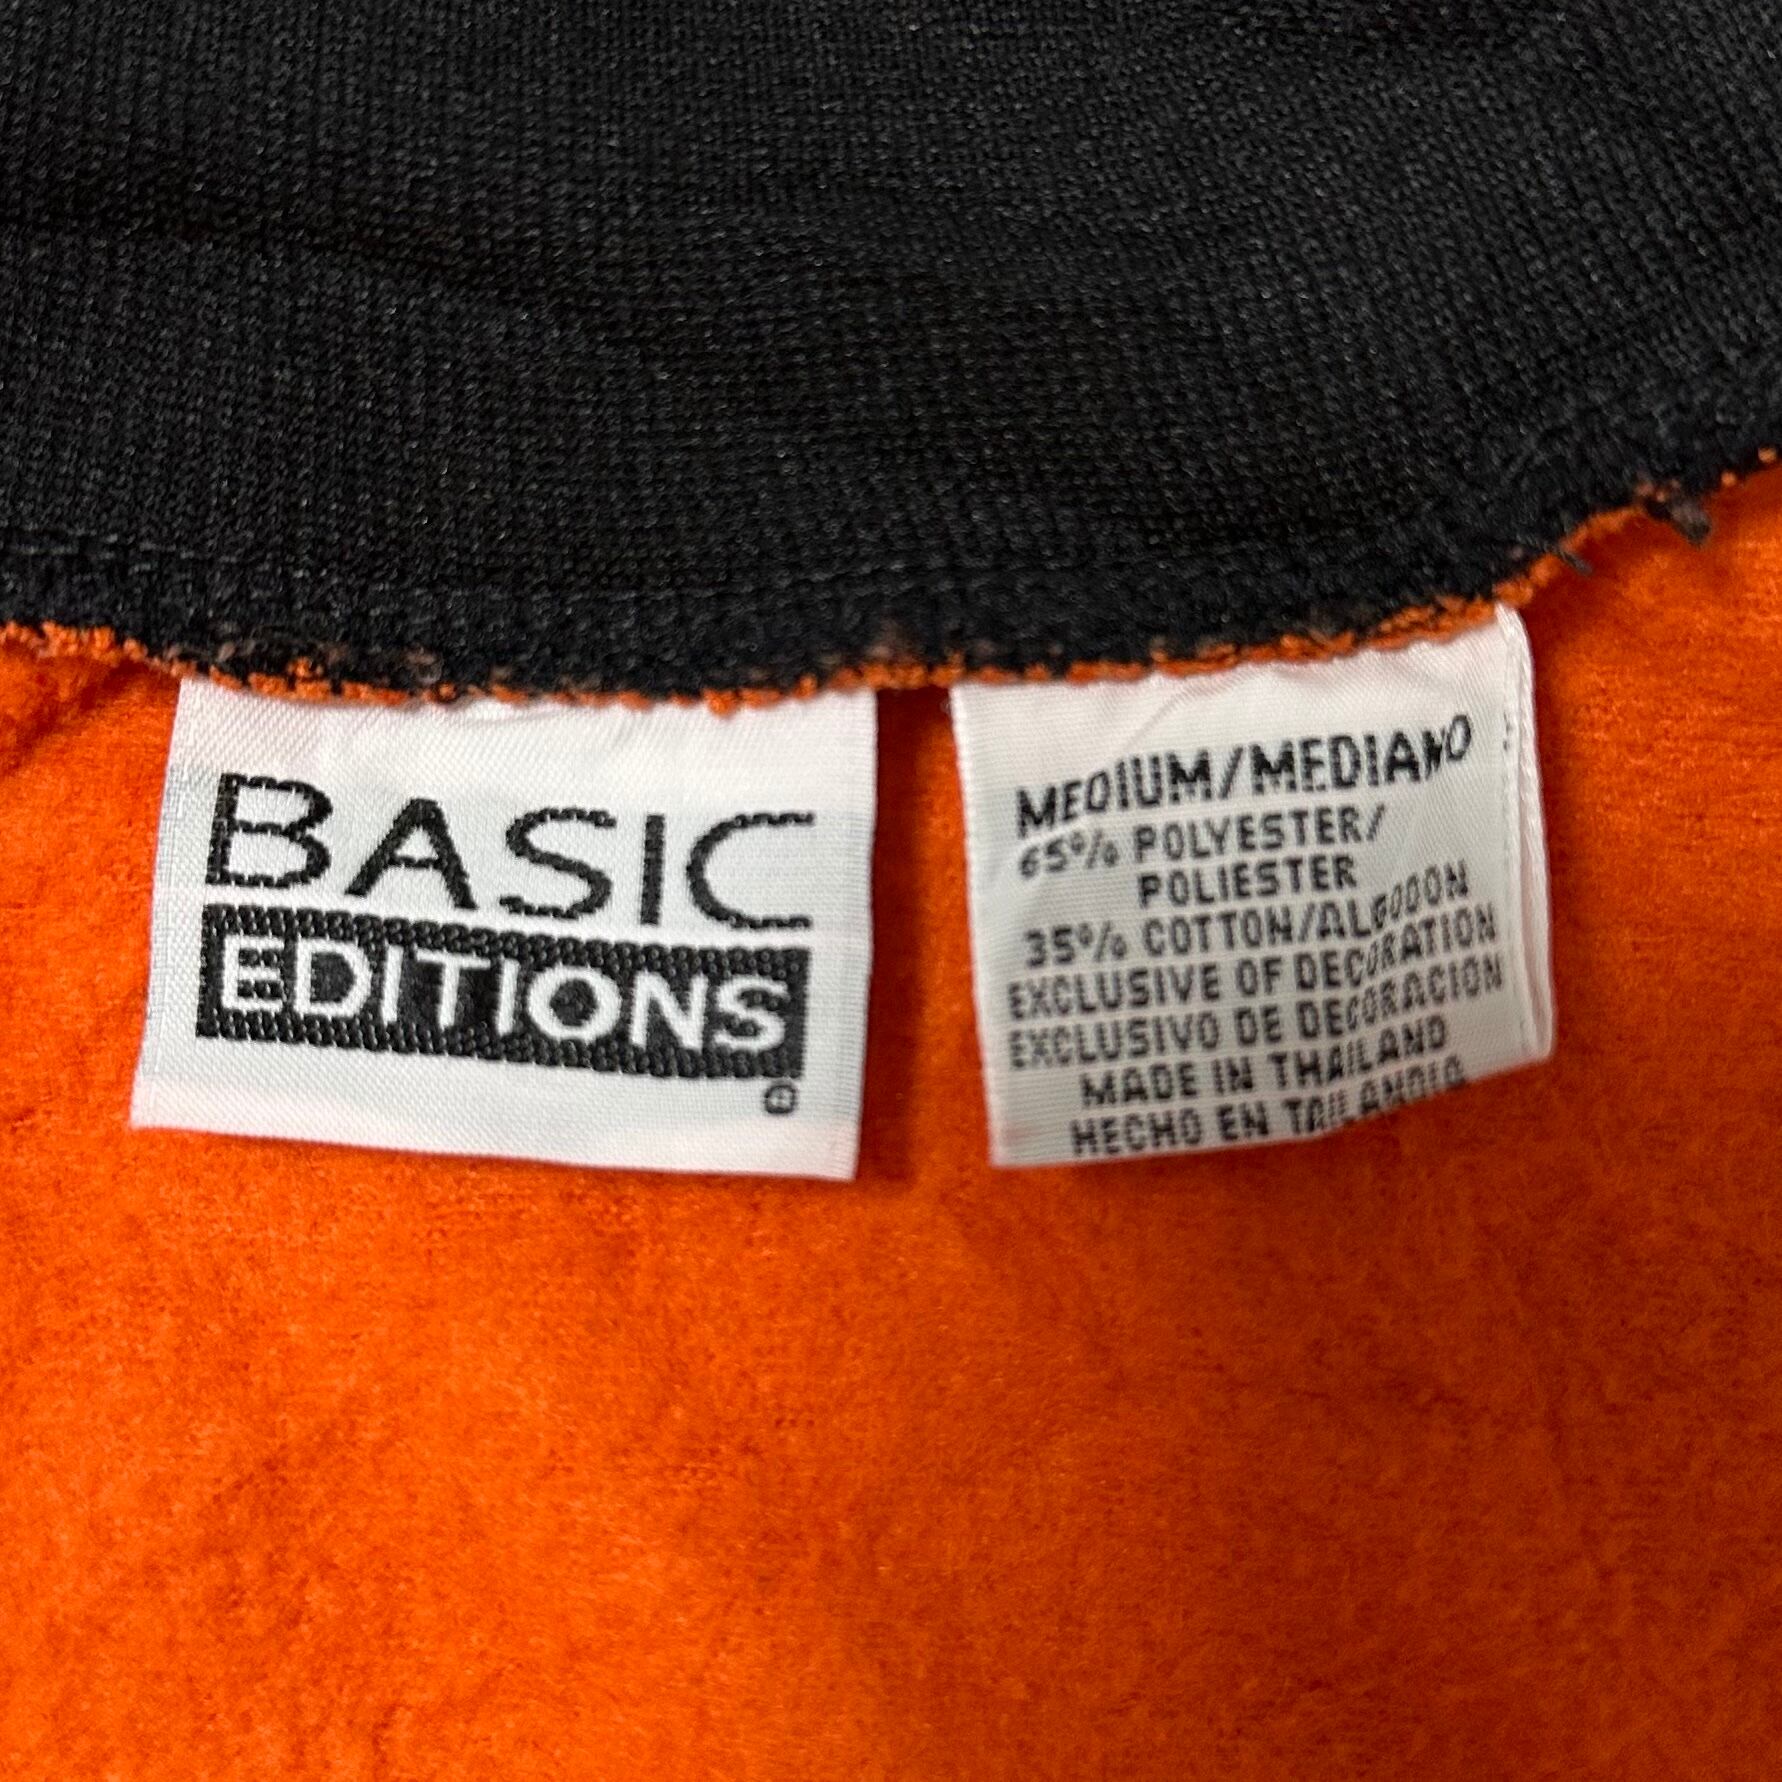 BASIC
EDITIONS
®
MEDIUM/MEDIANO
65% POLYESTER/
POLIESTER
35% COTTON/ALGODON
EXCLUSIVE OF DECORATION
EXCLUSIVO DE DECORACION
MADE IN THAILAND
HECHO EN TAILANDIA